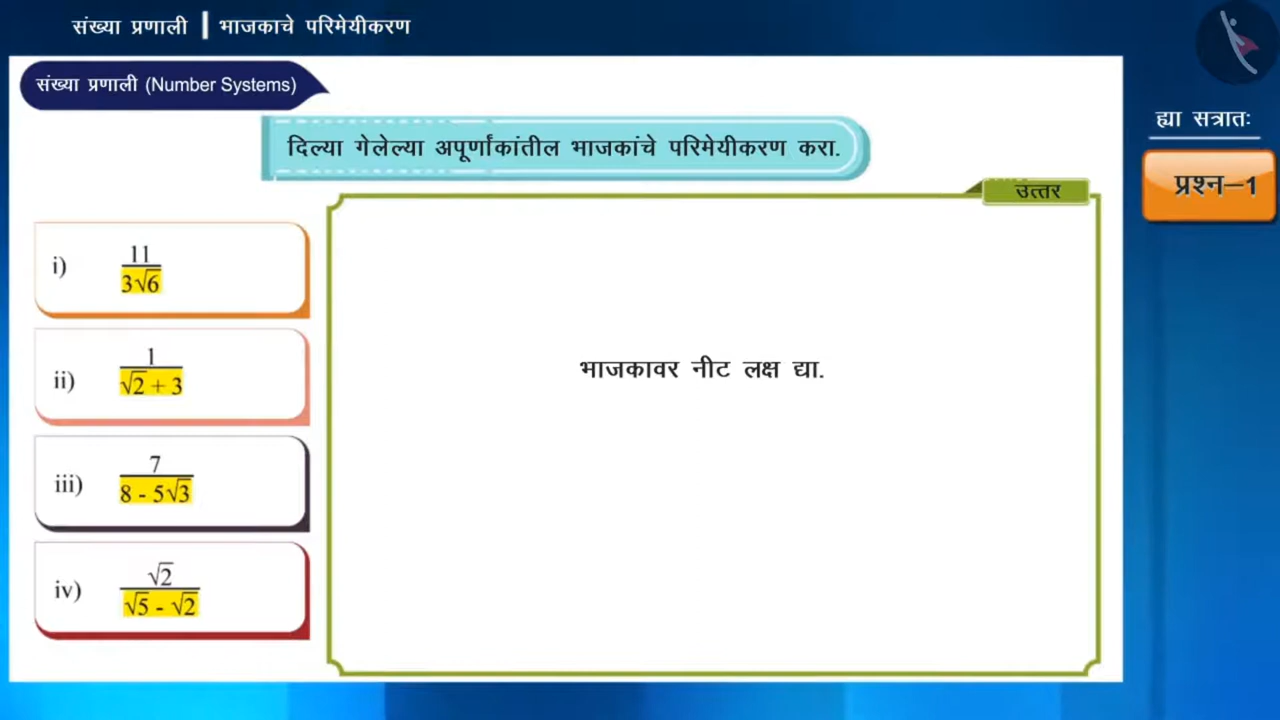 संख्या प्रणाली | भाजकाचे परिमेयीकरण
संख्या प्रणाली (Number Systems)
ह्या सत्रातः
प्रश्न–1
दिल्या गेलेल्या अपूर्णांकांतील भाजकांचे परिमेयीकरण करा.
उत्तर
i) 11/3√6
ii) 1/√2 + 3
iii) 7/8 - 5√3
iv) √2/√5 - √2
भाजकावर नीट लक्ष द्या.